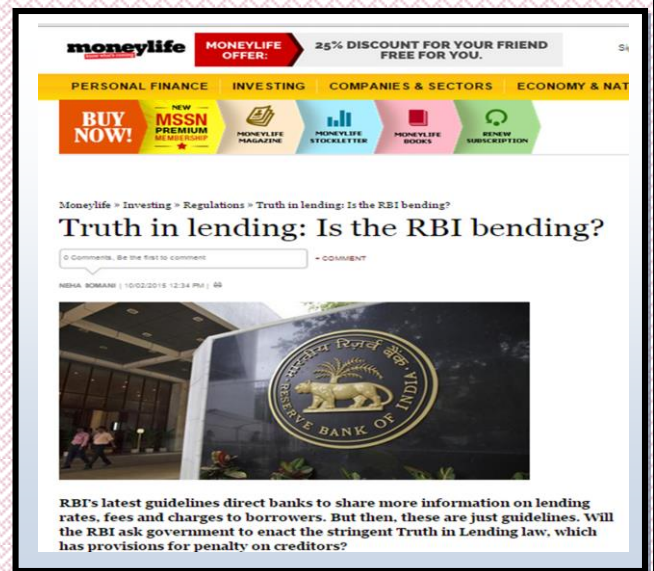 moneylife
MONEYLIFE OFFER:
25% DISCOUNT FOR YOUR FRIEND
FREE FOR YOU.
PERSONAL FINANCE INVESTING COMPANIES & SECTORS ECONOMY & NAT
BUY NOW!
NEW
MSSN
PREMIUM
MEMBERSHIP
MONEYLIFE
MAGAZINE
MONEYLIFE
STOCKLETTER
MONEYLIFE
BOOKS
RENEW
SUBSCRIPTION
Moneylife » Investing » Regulations » Truth in lending: Is the RBI bending?
Truth in lending: Is the RBI bending?
0 Comments, Be the first to comment
+ COMMENT
NEHA SOMANI | 10/02/2015 12:34 PM |
भारतीय रिज़र्व बैंक
RESERVE BANK OF INDIA
RBI's latest guidelines direct banks to share more information on lending
rates, fees and charges to borrowers. But then, these are just guidelines. Will
the RBI ask government to enact the stringent Truth in Lending law, which
has provisions for penalty on creditors?